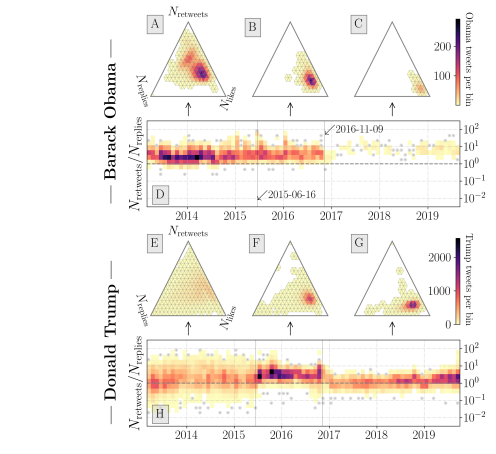 — Barack Obama —
N_retweets
A
B
C
N_replies
N_likes
Obama tweets per bin
200
100
N_retweets/N_replies
2016-11-09
2015-06-16
D
10^2
10^1
10^0
10^-1
10^-2
2014
2015
2016
2017
2018
2019
— Donald Trump —
N_retweets
E
F
G
N_replies
N_likes
Trump tweets per bin
2000
1000
0
N_retweets/N_replies
H
10^2
10^1
10^0
10^-1
10^-2
2014
2015
2016
2017
2018
2019